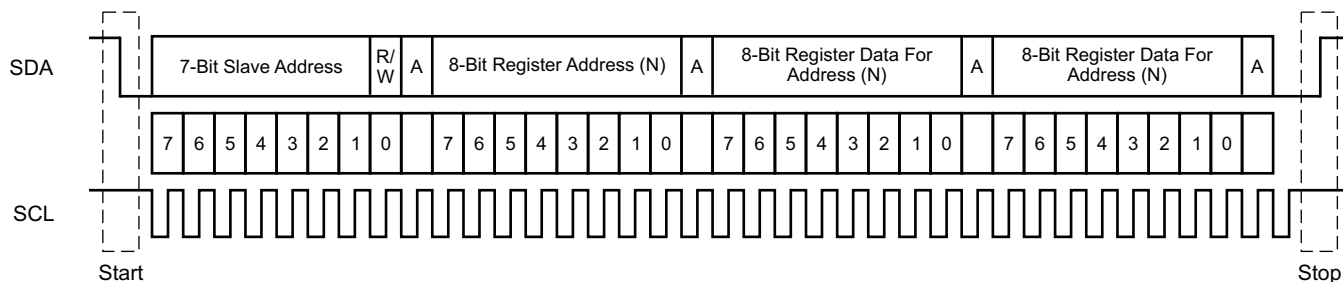 SDA
7-Bit Slave Address
R/
W
A
8-Bit Register Address (N)
A
8-Bit Register Data For
Address (N)
A
8-Bit Register Data For
Address (N)
A
7 6 5 4 3 2 1 0 7 6 5 4 3 2 1 0 7 6 5 4 3 2 1 0 7 6 5 4 3 2 1 0
SCL
Start
Stop